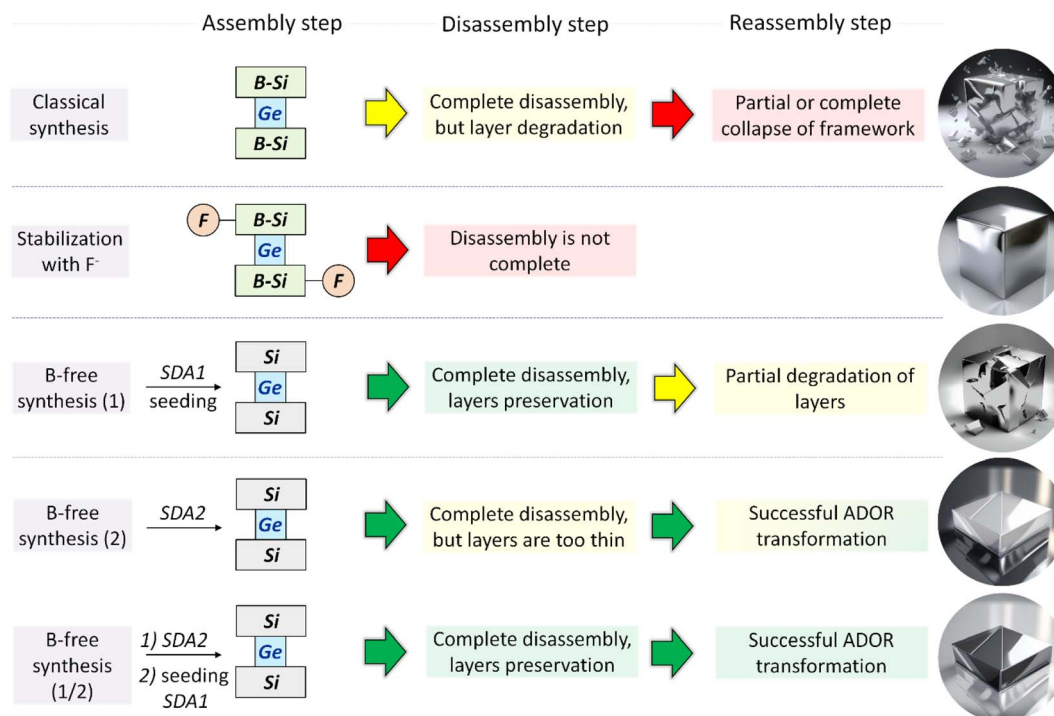 Assembly step
Disassembly step
Reassembly step
Classical
synthesis
B-Si
Ge
B-Si
Complete disassembly,
but layer degradation
Partial or complete
collapse of framework
Stabilization
with F-
F
B-Si
Ge
B-Si
F
Disassembly is not
complete
B-free
synthesis (1)
SDA1
seeding
Si
Ge
Si
Complete disassembly,
layers preservation
Partial degradation of
layers
B-free
synthesis (2)
SDA2
Si
Ge
Si
Complete disassembly,
but layers are too thin
Successful ADOR
transformation
B-free
synthesis
(1/2)
1) SDA2
2) seeding
SDA1
Si
Ge
Si
Complete disassembly,
layers preservation
Successful ADOR
transformation